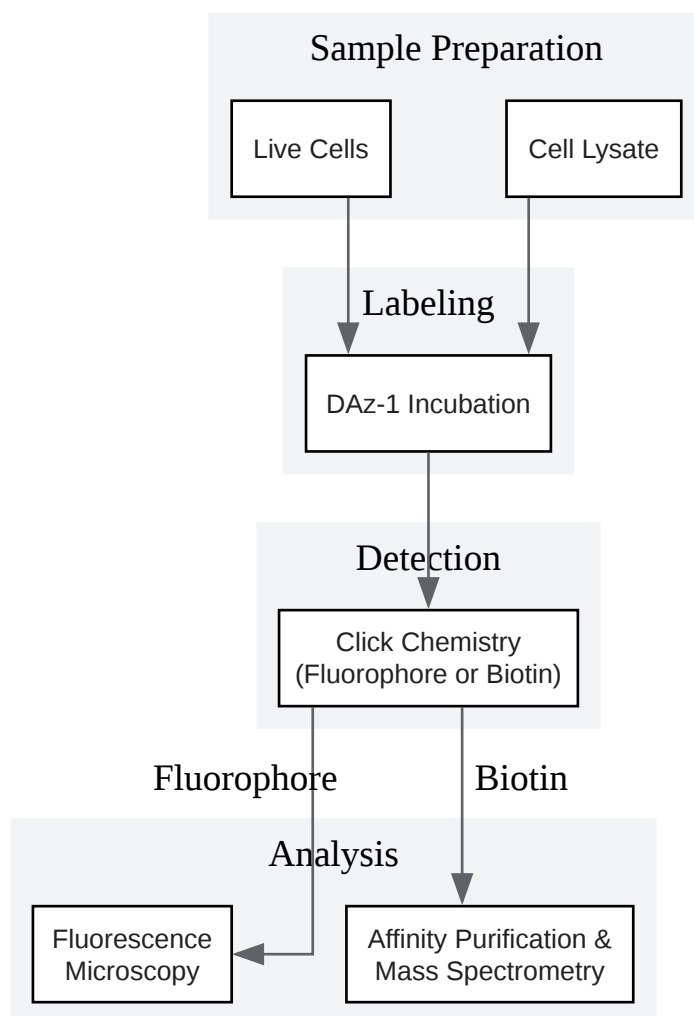 Sample Preparation
Live Cells
Cell Lysate
Labeling
DAz-1 Incubation
Detection
Click Chemistry
(Fluorophore or Biotin)
Fluorophore
Biotin
Analysis
Fluorescence
Microscopy
Affinity Purification &
Mass Spectrometry